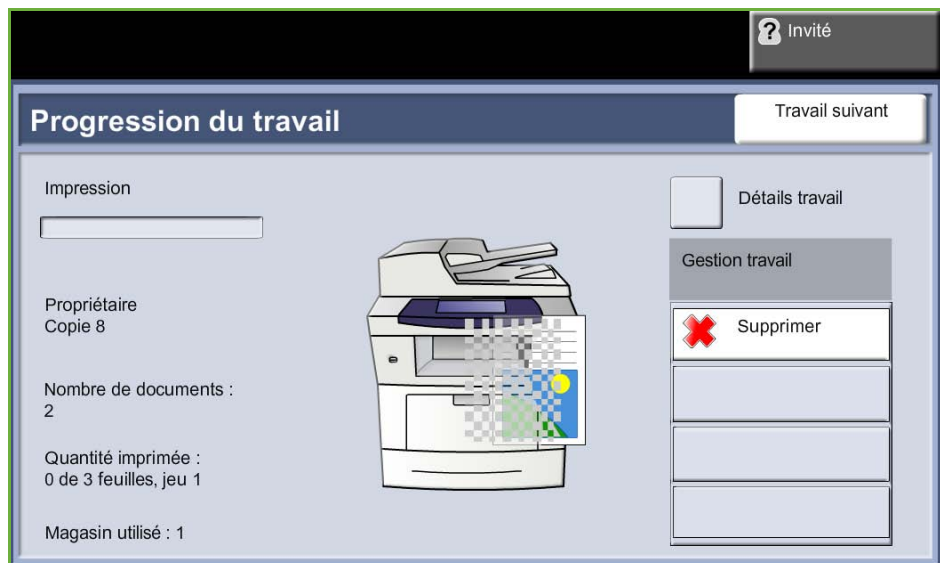 Invité
Progression du travail
Travail suivant
Impression
Détails travail
Gestion travail
Supprimer
Propriétaire
Copie 8
Nombre de documents :
2
Quantité imprimée :
0 de 3 feuilles, jeu 1
Magasin utilisé : 1